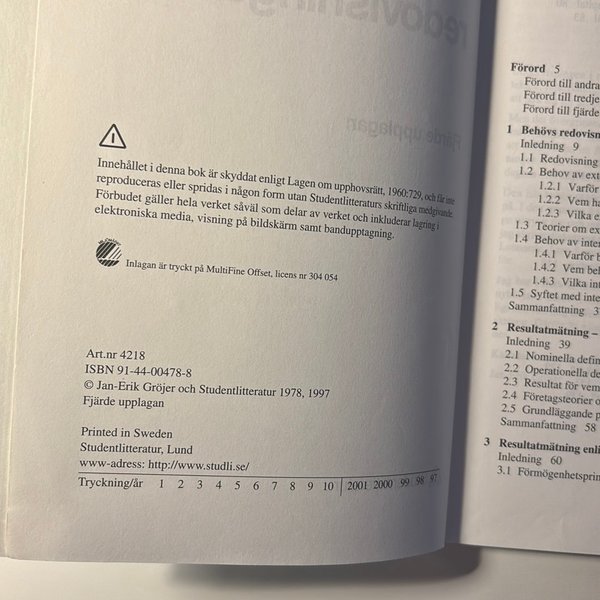 Innehållet i denna bok är skyddat enligt Lagen om upphovsrätt, 1960:729, och får inte
reproduceras eller spridas i någon form utan Studentlitteraturs skriftliga medgivande.
Förbudet gäller hela verket såväl som delar av verket och inkluderar lagring i
elektroniska media, visning på bildskärm samt bandupptagning.
Inlagan är tryckt på MultiFine Offset, licens nr 304 054
Art.nr 4218
ISBN 91-44-00478-8
© Jan-Erik Gröjer och Studentlitteratur 1978, 1997
Fjärde upplagan
Printed in Sweden
Studentlitteratur, Lund
www-adress: http://www.studli.se/
Tryckning/år 1 2 3 4 5 6 7 8 9 10 | 2001 2000 99 98 97
Förord 5
Förord till andra
Förord till tredje
Förord till fjärde
1 Behövs redovisn
Inledning 9
1.1 Redovisning
1.2 Behov av ext
1.2.1 Varför
1.2.2 Vem ha
1.2.3 Vilka e
1.3 Teorier om ex
1.4 Behov av inter
1.4.1 Varför b
1.4.2 Vem beh
1.4.3 Vilka int
1.5 Syftet med inte
Sammanfattning 3
2 Resultatmätning –
Inledning 39
2.1 Nominella defin
2.2 Operationella de
2.3 Resultat för vem
2.4 Företagsteorier o
2.5 Grundläggande p
Sammanfattning 58
3 Resultatmätning enli
Inledning 60
3.1 Förmögenhetsprin